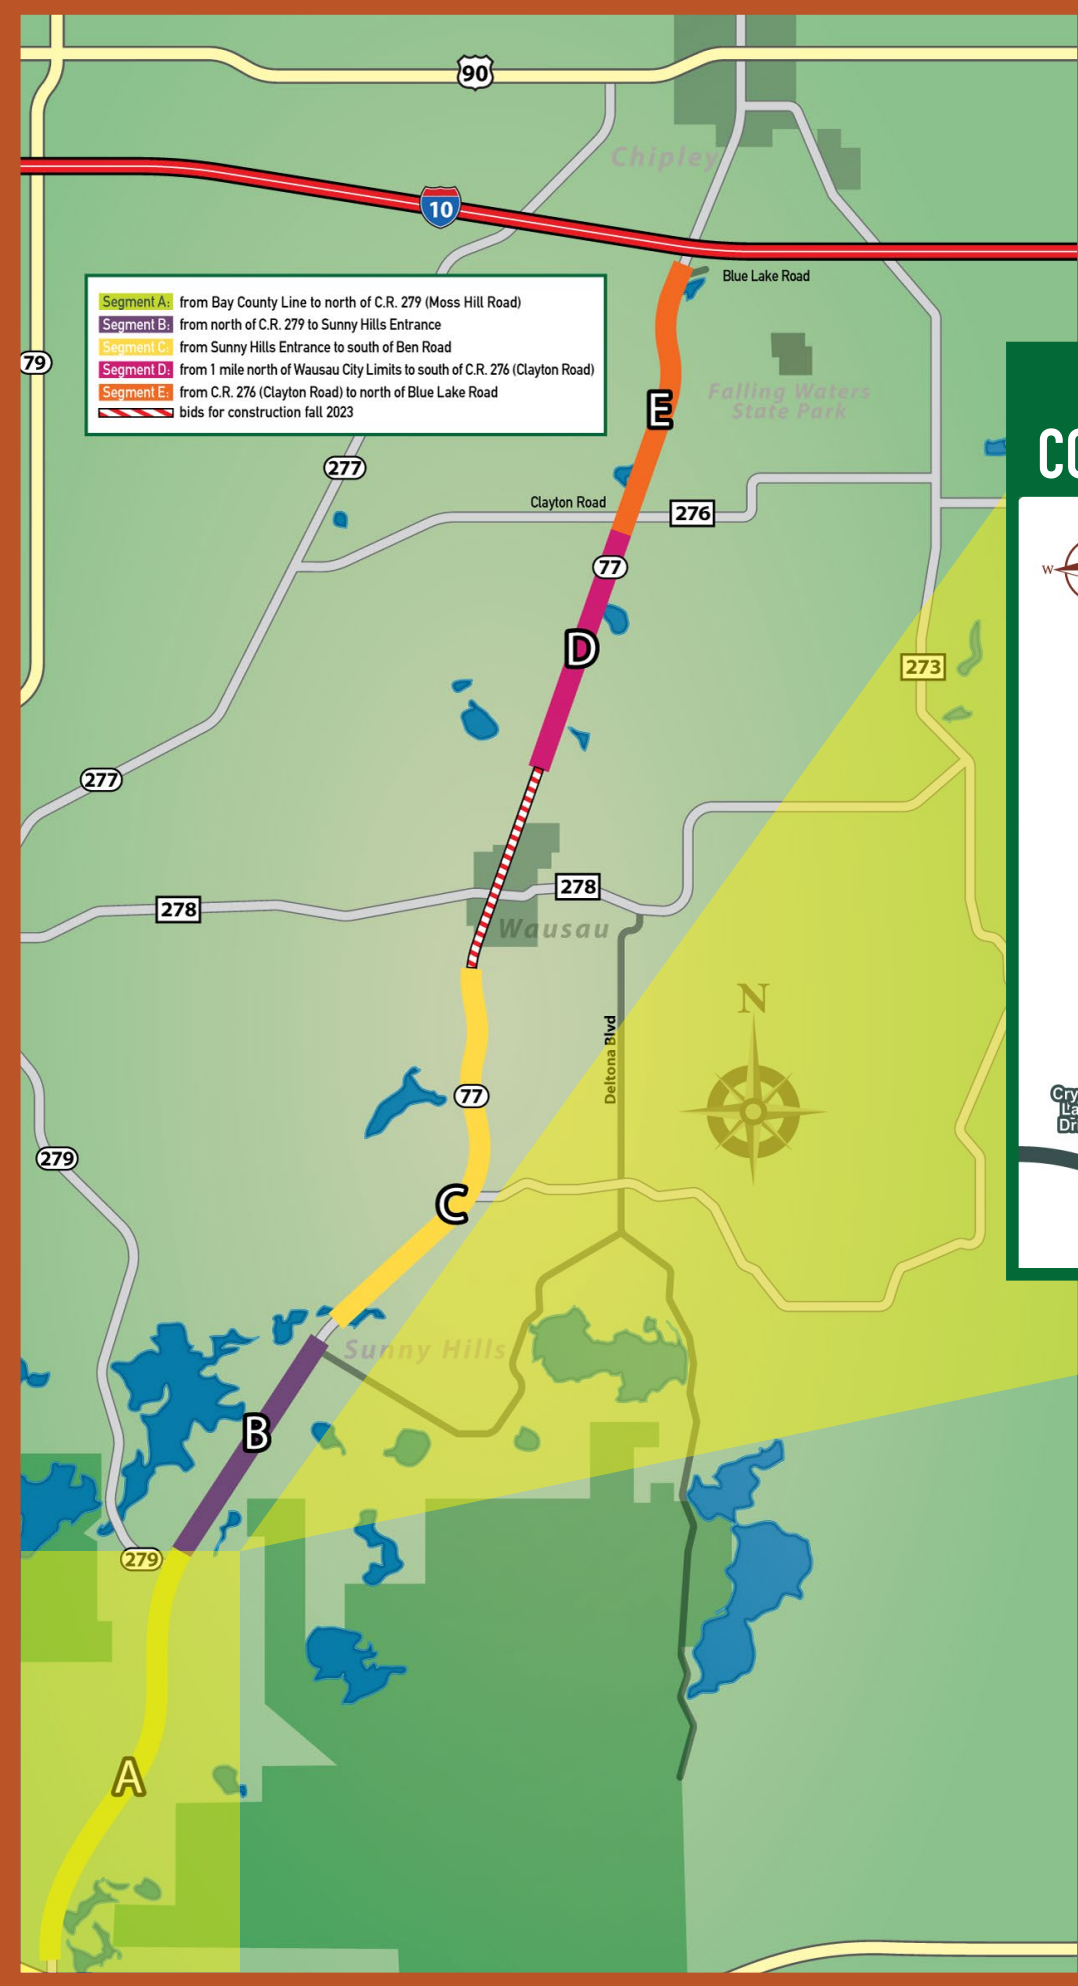 90
Chipley
10
Blue Lake Road
Segment A: from Bay County Line to north of C.R. 279 (Moss Hill Road)
Segment B: from north of C.R. 279 to Sunny Hills Entrance
Segment C: from Sunny Hills Entrance to south of Ben Road
Segment D: from 1 mile north of Wausau City Limits to south of C.R. 276 (Clayton Road)
Segment E: from C.R. 276 (Clayton Road) to north of Blue Lake Road
bids for construction fall 2023
79
Falling Waters
State Park
E
CO
277
Clayton Road
276
77
W
D
273
277
278
278
Wausau
N
Deltona Blvd
77
Cry
La
Dr
279
C
Sunny Hills
B
279
A